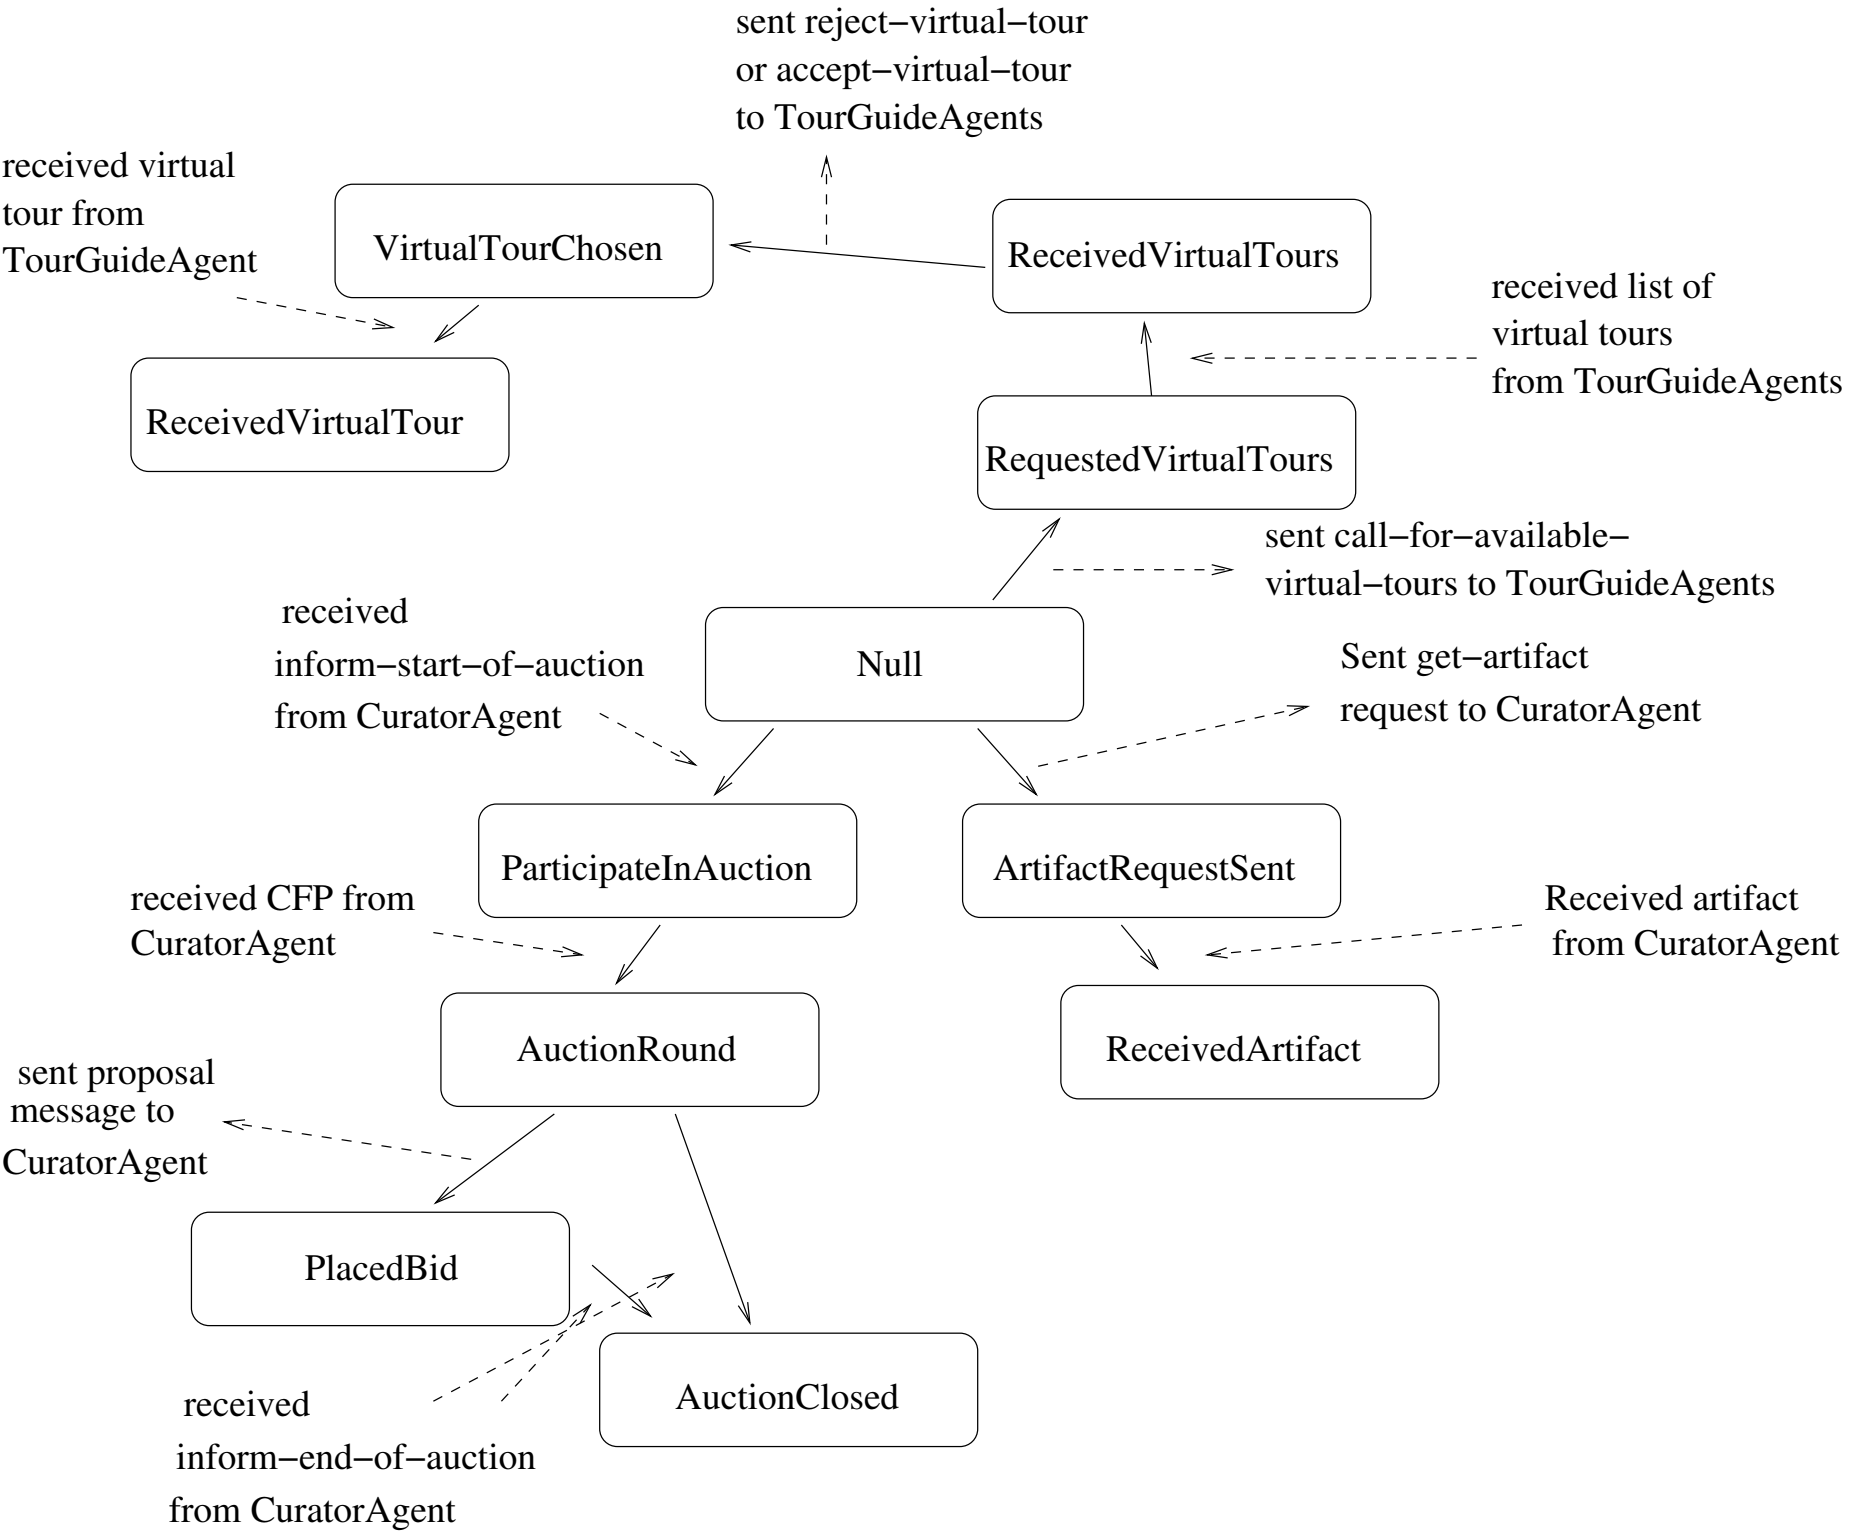 sent reject−virtual−tour
or accept−virtual−tour
to TourGuideAgents
received virtual
tour from
TourGuideAgent
VirtualTourChosen
ReceivedVirtualTours
received list of
virtual tours
from TourGuideAgents
ReceivedVirtualTour
RequestedVirtualTours
sent call−for−available−
virtual−tours to TourGuideAgents
received
inform−start−of−auction
from CuratorAgent
Null
Sent get−artifact
request to CuratorAgent
ParticipateInAuction
ArtifactRequestSent
received CFP from
CuratorAgent
Received artifact
from CuratorAgent
AuctionRound
ReceivedArtifact
sent proposal
message to
CuratorAgent
PlacedBid
AuctionClosed
received
inform−end−of−auction
from CuratorAgent